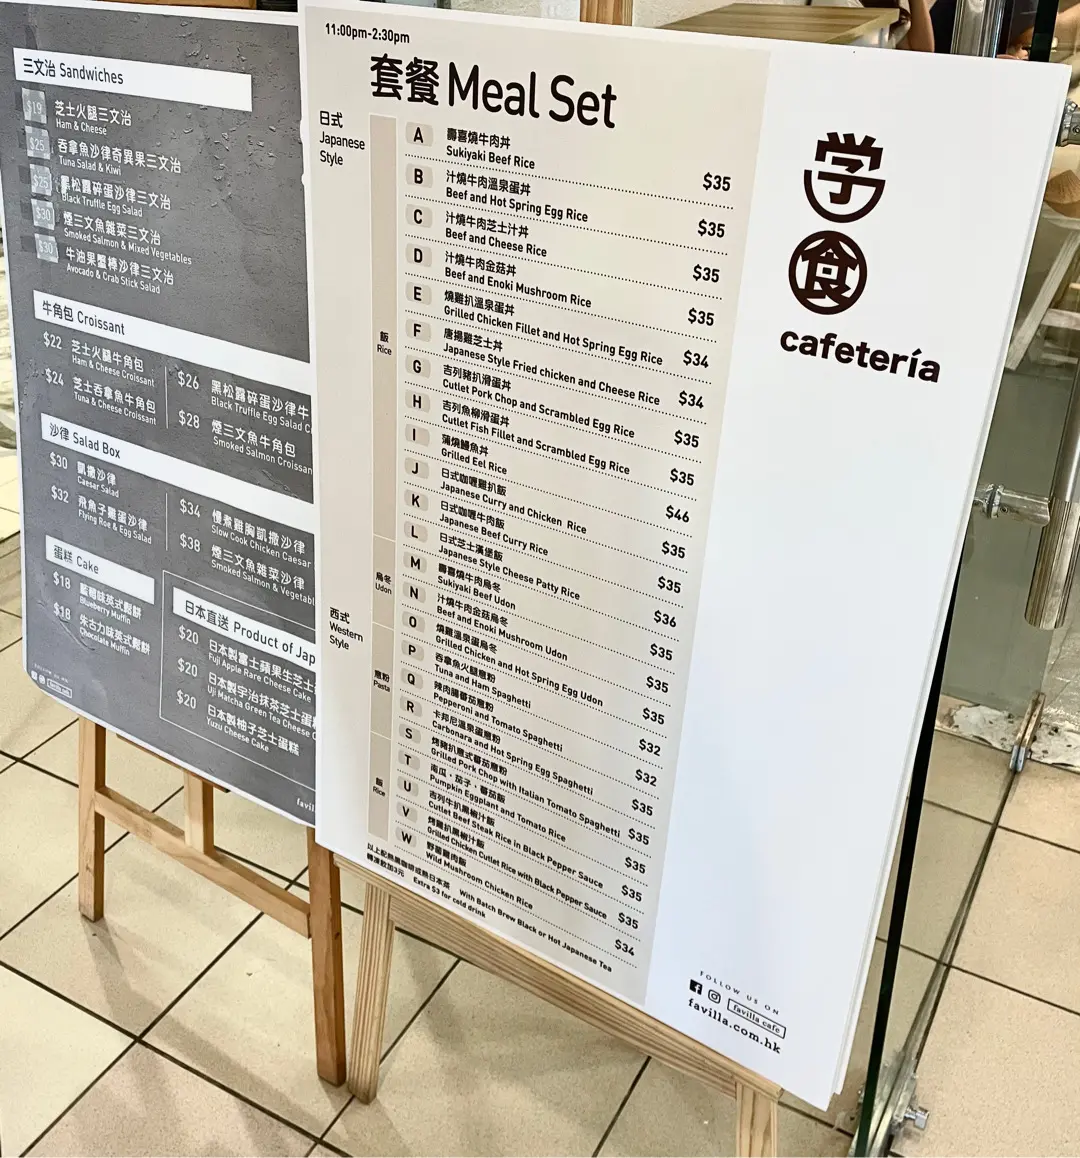 三文治 Sandwiches
$19
芝士火腿三文治
Ham & Cheese
$25
吞拿魚沙律奇異果三文治
Tuna Salad & Kiwi
$25
黑松露碎蛋沙律三文治
Black Truffle Egg Salad
$30
煙三文魚雜菜三文治
Smoked Salmon & Mixed Vegetables
$30
牛油果蟹棒沙律三文治
Avocado & Crab Stick Salad
牛角包 Croissant
$22 芝士火腿牛角包
Ham & Cheese Croissant
$24 芝士吞拿魚牛角包
Tuna & Cheese Croissant
$26 黑松露碎蛋沙律牛
Black Truffle Egg Salad C
$28 煙三文魚牛角包
Smoked Salmon Croissan
沙律 Salad Box
$30 凱撒沙律
Caesar Salad
$32 飛魚子雞蛋沙律
Flying Roe & Egg Salad
$34 慢煮雞胸凱撒沙律
Slow Cook Chicken Caesar
$38 煙三文魚雜菜沙律
Smoked Salmon & Vegetabl
蛋糕 Cake
$18 藍莓味英式鬆餅
Blueberry Muffin
$18 朱古力味英式鬆餅
Chocolate Muffin
日本直送 Product of Jap
$20 日本製富士蘋果生芝士
Fuji Apple Rare Cheese Cake
$20 日本製宇治抹茶芝士蛋糕
Uji Matcha Green Tea Cheese C
$20 日本製柚子芝士蛋糕
Yuzu Cheese Cake
11:00pm-2:30pm
套餐 Meal Set
日式
Japanese
Style
飯
Rice
A 壽喜燒牛肉丼
Sukiyaki Beef Rice
$35
B 汁燒牛肉溫泉蛋丼
Beef and Hot Spring Egg Rice
$35
C 汁燒牛肉芝士汁丼
Beef and Cheese Rice
$35
D 汁燒牛肉金菇丼
Beef and Enoki Mushroom Rice
$35
E 燒雞扒溫泉蛋丼
Grilled Chicken Fillet and Hot Spring Egg Rice
$34
F 唐揚雞芝士丼
Japanese Style Fried chicken and Cheese Rice
$34
G 吉列豬扒滑蛋丼
Cutlet Pork Chop and Scrambled Egg Rice
$35
H 吉列魚柳滑蛋丼
Cutlet Fish Fillet and Scrambled Egg Rice
$35
I 蒲燒鰻魚丼
Grilled Eel Rice
$46
J 日式咖喱雞扒飯
Japanese Curry and Chicken Rice
$35
K 日式咖喱牛肉飯
Japanese Beef Curry Rice
$35
L 日式芝士漢堡飯
Japanese Style Cheese Patty Rice
$36
烏冬
Udon
M 壽喜燒牛肉烏冬
Sukiyaki Beef Udon
$35
N 汁燒牛肉金菇烏冬
Beef and Enoki Mushroom Udon
$35
O 燒雞溫泉蛋烏冬
Grilled Chicken and Hot Spring Egg Udon
$35
西式
Western
Style
意粉
Pasta
P 吞拿魚火腿意粉
Tuna and Ham Spaghetti
$32
Q 辣肉腸蕃茄意粉
Pepperoni and Tomato Spaghetti
$32
R 卡邦尼溫泉蛋意粉
Carbonara and Hot Spring Egg Spaghetti
$35
S 烤豬扒意式蕃茄意粉
Grilled Pork Chop with Italian Tomato Spaghetti
$35
飯
Rice
T 南瓜·茄子·蕃茄飯
Pumpkin Eggplant and Tomato Rice
$35
U 吉列牛扒黑椒汁飯
Cutlet Beef Steak Rice in Black Pepper Sauce
$35
V 烤雞扒黑椒汁飯
Grilled Chicken Cutlet Rice with Black Pepper Sauce
$35
W 野菌雞肉飯
Wild Mushroom Chicken Rice
$34
以上配熱黑咖啡或熱日本茶 With Batch Brew Black or Hot Japanese Tea
轉凍飲加3元 Extra $3 for cold drink
学
食
cafetería
FOLLOW US ON
favilla cafe
favilla.com.hk